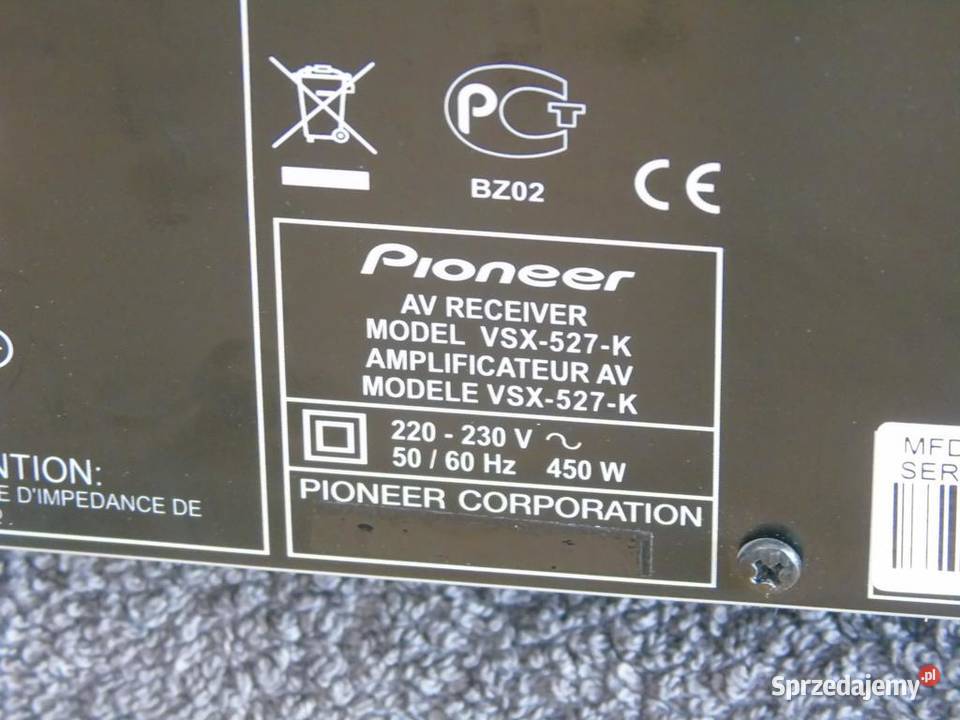 PCT
BZ02
CE
Pioneer
AV RECEIVER
MODEL VSX-527-K
AMPLIFICATEUR AV
MODELE VSX-527-K
220 - 230 V ~
50 / 60 Hz 450 W
PIONEER CORPORATION
NTION:
E D'IMPEDANCE DE
MFD
SER
Sprzedajemy.pl